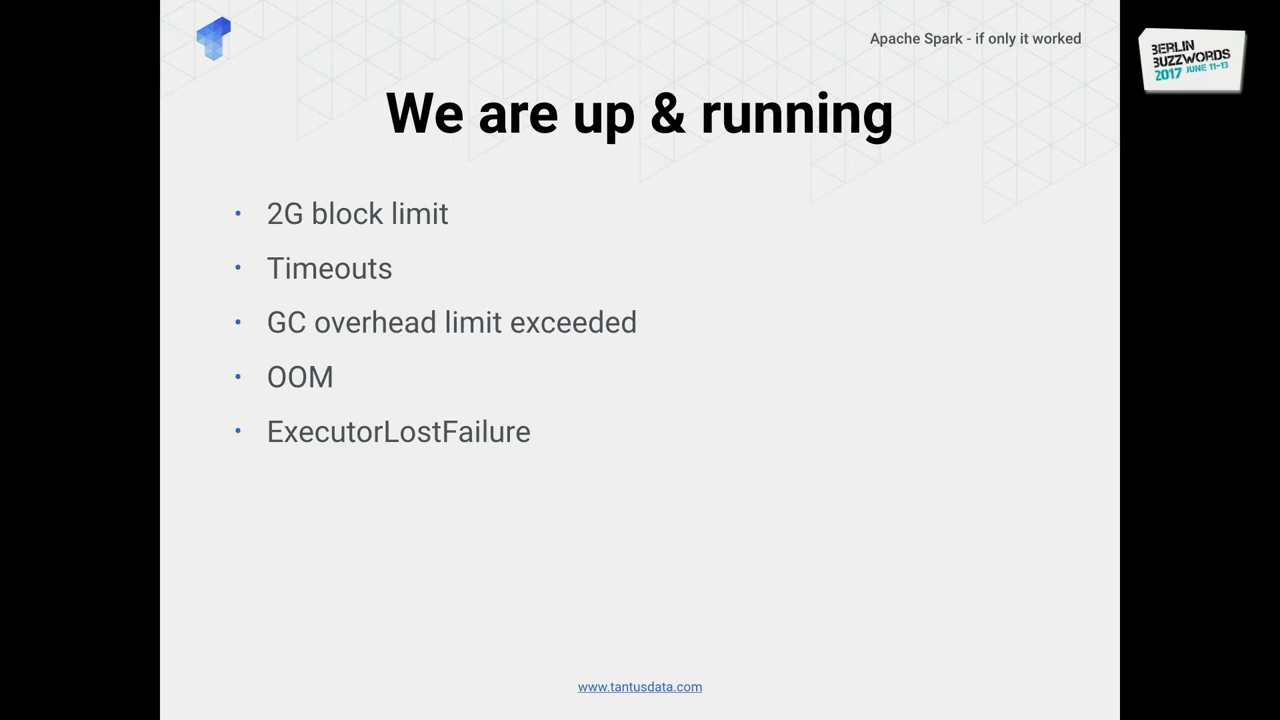 Apache Spark - if only it worked
BERLIN
BUZZWORDS
2017 JUNE 11-13
We are up & running
• 2G block limit
• Timeouts
• GC overhead limit exceeded
• OOM
• ExecutorLostFailure
www.tantusdata.com